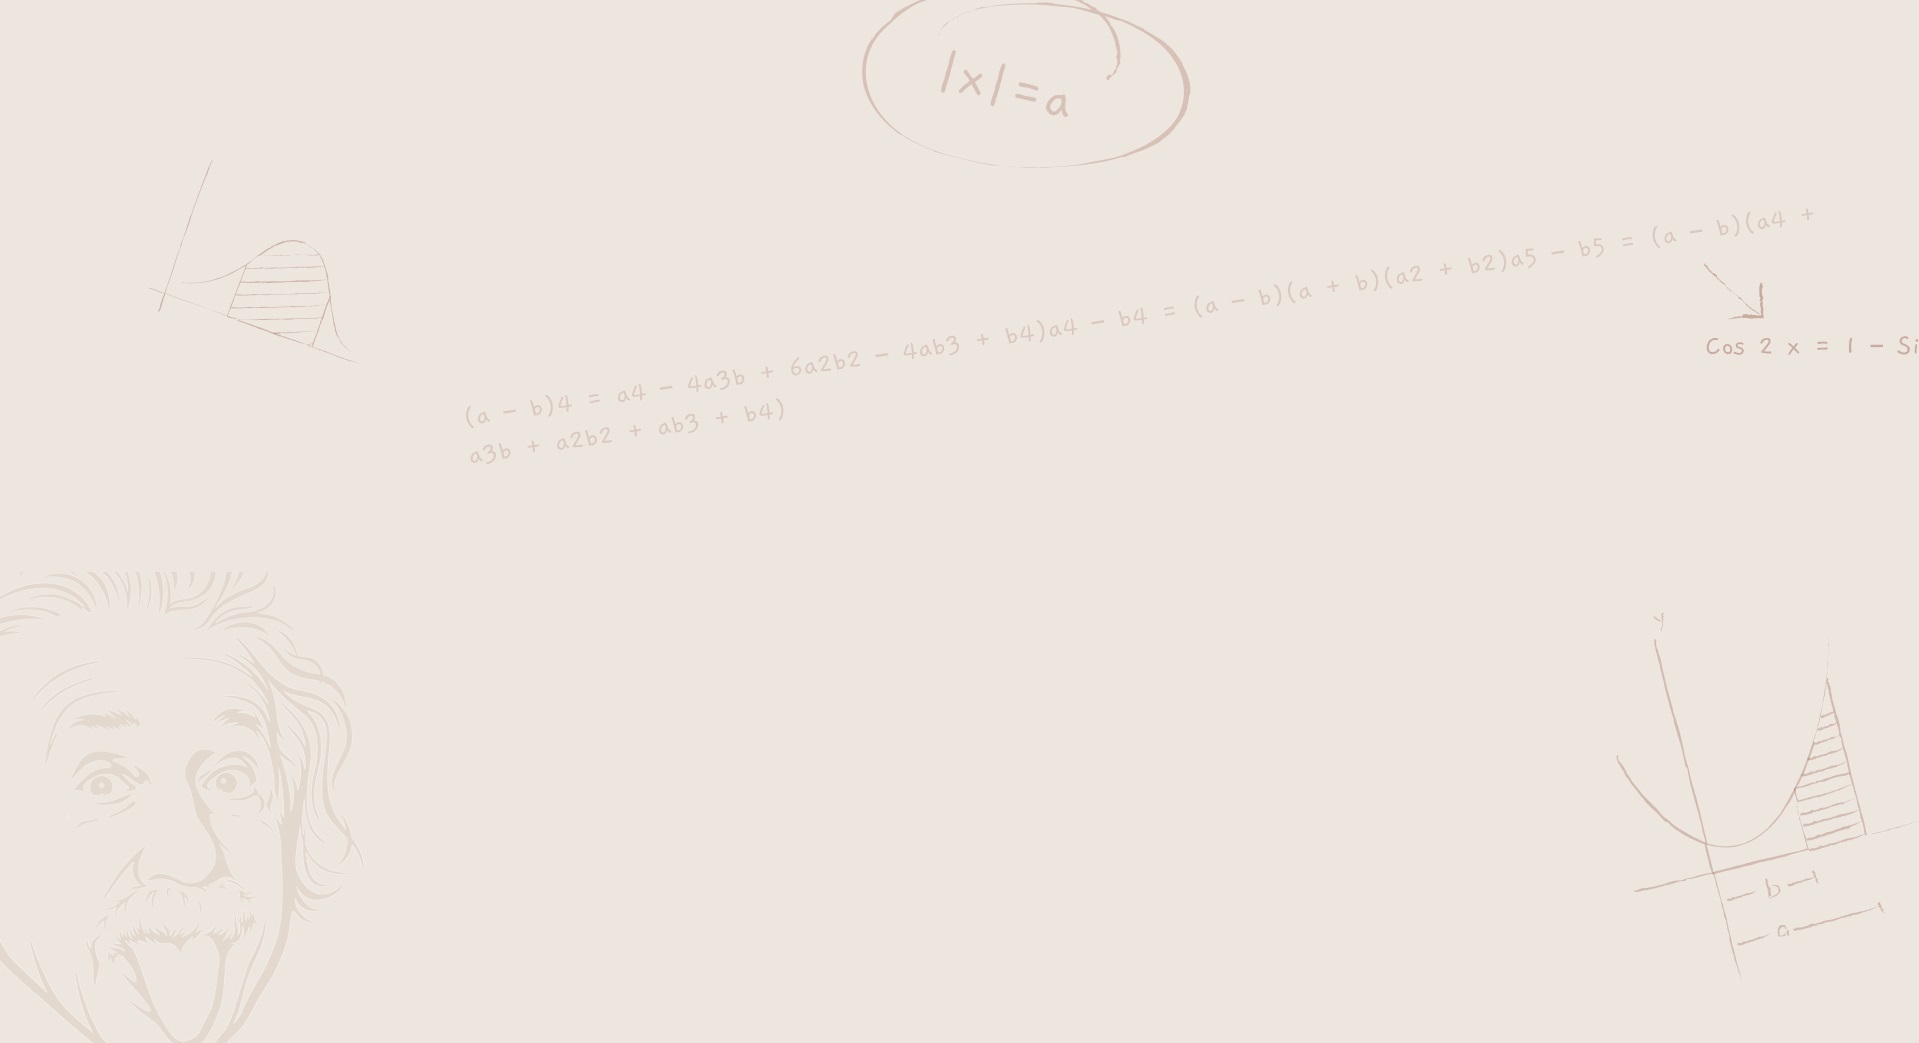 |x|=a
(a - b)4 = a4 - 4a3b + 6a2b2 - 4ab3 + b4)a4 - b4 = (a - b)(a + b)(a2 + b2)a5 - b5 = (a - b)(a4 +
a3b + a2b2 + ab3 + b4)
Cos 2 x = 1 - Si
y
b
a